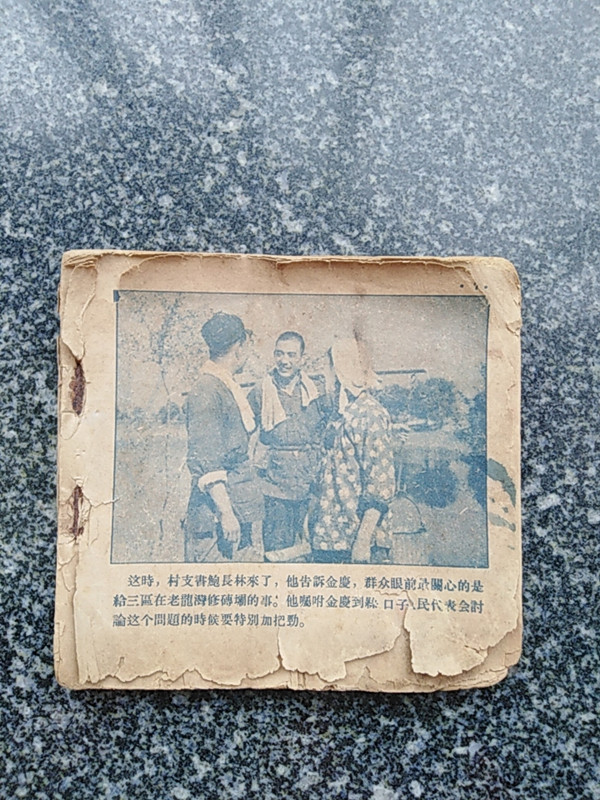 这時，村支書鮑長林來了，他告訴金慶，群众眼前最關心的是
給三區在老龍灣修磚壩的事。他囑咐金慶到 口子 民代表会討
論这个問題的時候要特別加把勁。